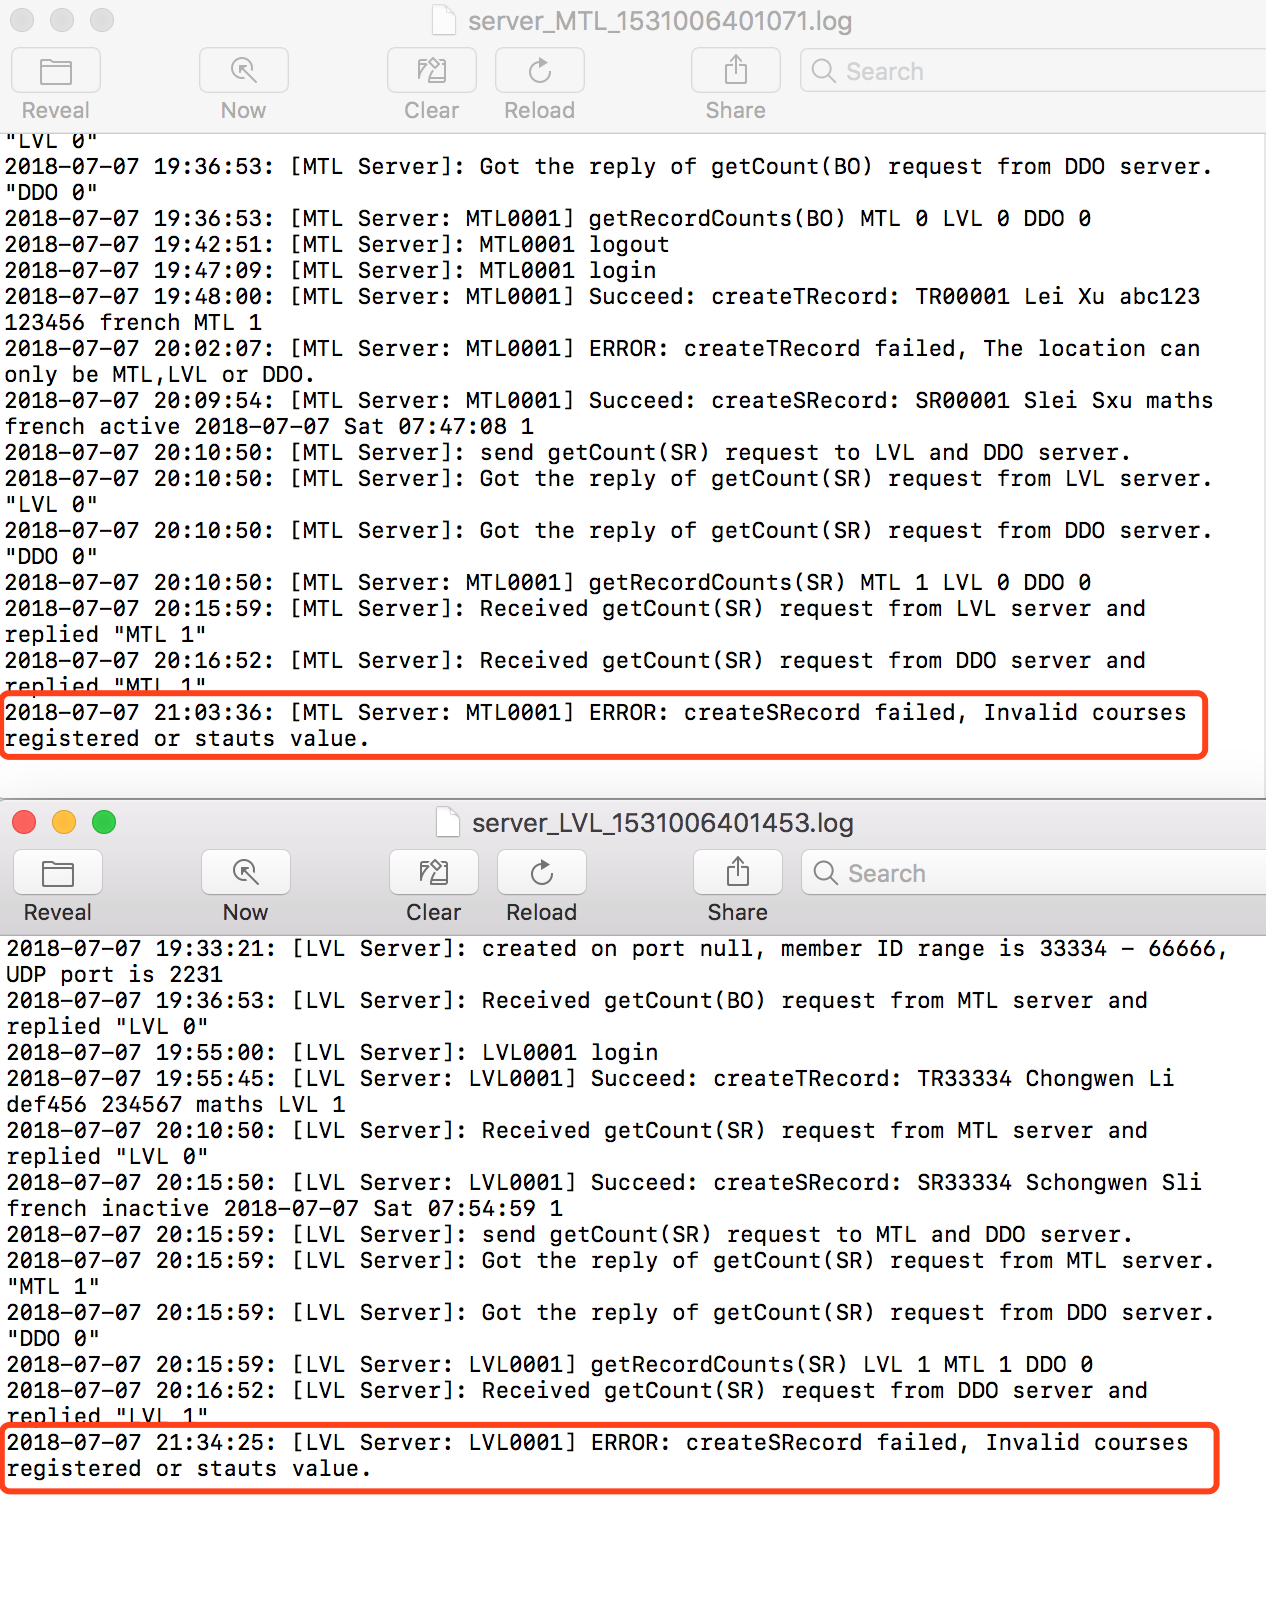 server_MTL_1531006401071.log
Reveal Now Clear Reload Share Search
"LVL 0"
2018-07-07 19:36:53: [MTL Server]: Got the reply of getCount(BO) request from DDO server.
"DDO 0"
2018-07-07 19:36:53: [MTL Server: MTL0001] getRecordCounts(BO) MTL 0 LVL 0 DDO 0
2018-07-07 19:42:51: [MTL Server]: MTL0001 logout
2018-07-07 19:47:09: [MTL Server]: MTL0001 login
2018-07-07 19:48:00: [MTL Server: MTL0001] Succeed: createTRecord: TR00001 Lei Xu abc123
123456 french MTL 1
2018-07-07 20:02:07: [MTL Server: MTL0001] ERROR: createTRecord failed, The location can
only be MTL,LVL or DDO.
2018-07-07 20:09:54: [MTL Server: MTL0001] Succeed: createSRecord: SR00001 Slei Sxu maths
french active 2018-07-07 Sat 07:47:08 1
2018-07-07 20:10:50: [MTL Server]: send getCount(SR) request to LVL and DDO server.
2018-07-07 20:10:50: [MTL Server]: Got the reply of getCount(SR) request from LVL server.
"LVL 0"
2018-07-07 20:10:50: [MTL Server]: Got the reply of getCount(SR) request from DDO server.
"DDO 0"
2018-07-07 20:10:50: [MTL Server: MTL0001] getRecordCounts(SR) MTL 1 LVL 0 DDO 0
2018-07-07 20:15:59: [MTL Server]: Received getCount(SR) request from LVL server and
replied "MTL 1"
2018-07-07 20:16:52: [MTL Server]: Received getCount(SR) request from DDO server and
replied "MTL 1"
2018-07-07 21:03:36: [MTL Server: MTL0001] ERROR: createSRecord failed, Invalid courses
registered or stauts value.
server_LVL_1531006401453.log
Reveal Now Clear Reload Share Search
2018-07-07 19:33:21: [LVL Server]: created on port null, member ID range is 33334 - 66666,
UDP port is 2231
2018-07-07 19:36:53: [LVL Server]: Received getCount(BO) request from MTL server and
replied "LVL 0"
2018-07-07 19:55:00: [LVL Server]: LVL0001 login
2018-07-07 19:55:45: [LVL Server: LVL0001] Succeed: createTRecord: TR33334 Chongwen Li
def456 234567 maths LVL 1
2018-07-07 20:10:50: [LVL Server]: Received getCount(SR) request from MTL server and
replied "LVL 0"
2018-07-07 20:15:50: [LVL Server: LVL0001] Succeed: createSRecord: SR33334 Schongwen Sli
french inactive 2018-07-07 Sat 07:54:59 1
2018-07-07 20:15:59: [LVL Server]: send getCount(SR) request to MTL and DDO server.
2018-07-07 20:15:59: [LVL Server]: Got the reply of getCount(SR) request from MTL server.
"MTL 1"
2018-07-07 20:15:59: [LVL Server]: Got the reply of getCount(SR) request from DDO server.
"DDO 0"
2018-07-07 20:15:59: [LVL Server: LVL0001] getRecordCounts(SR) LVL 1 MTL 1 DDO 0
2018-07-07 20:16:52: [LVL Server]: Received getCount(SR) request from DDO server and
replied "LVL 1"
2018-07-07 21:34:25: [LVL Server: LVL0001] ERROR: createSRecord failed, Invalid courses
registered or stauts value.